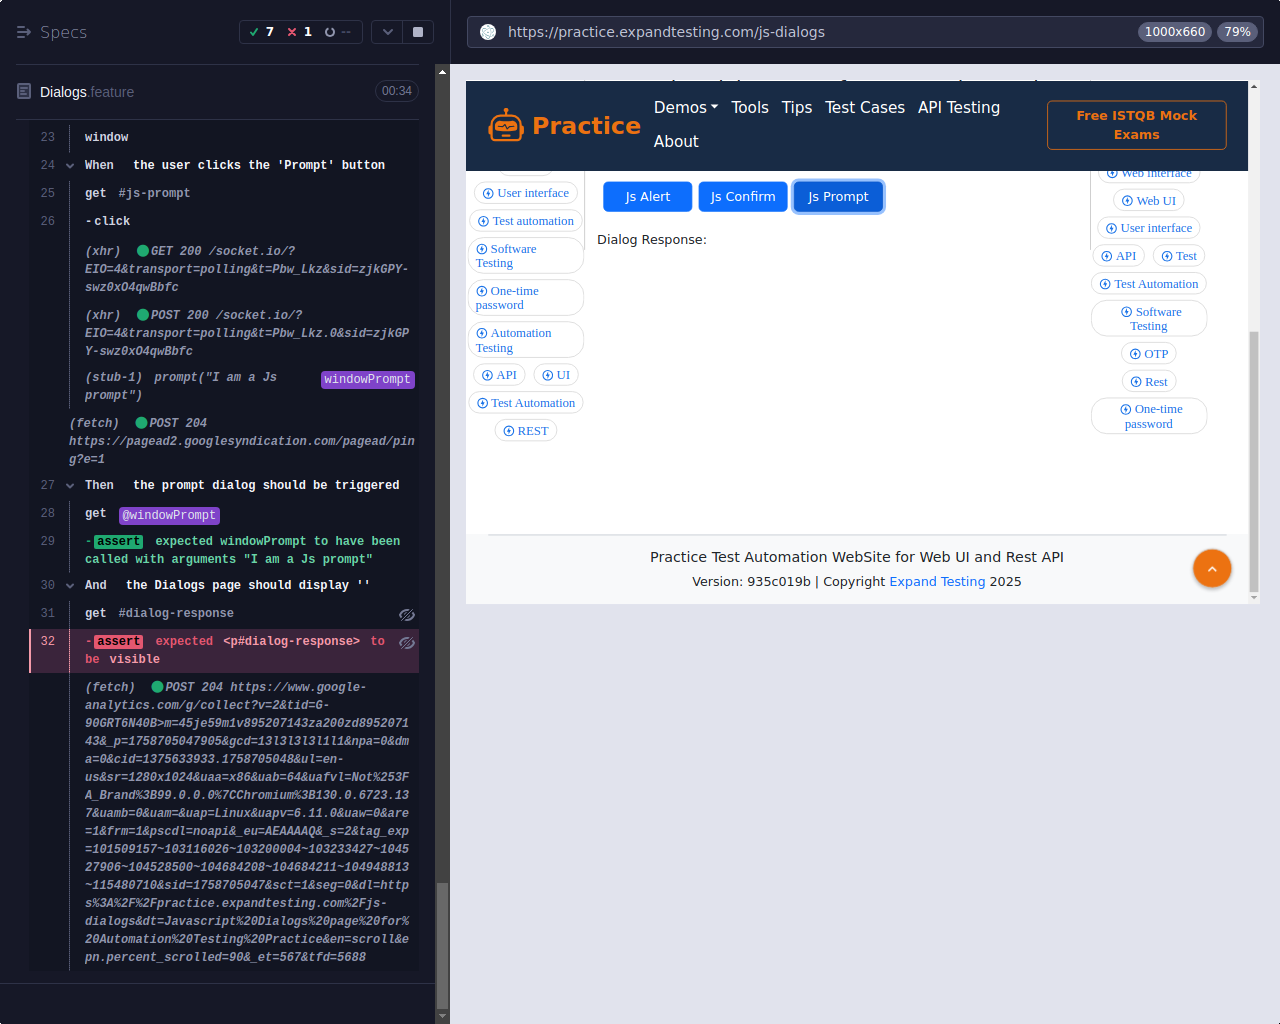 Specs
7
1
--
Dialogs.feature
00:34
23 window
24 When the user clicks the 'Prompt' button
25 get #js-prompt
26 -click
(xhr) GET 200 /socket.io/?
EIO=4&transport=polling&t=Pbw_Lkz&sid=zjkGPY-
swz0xO4qwBbfc
(xhr) POST 200 /socket.io/?
EIO=4&transport=polling&t=Pbw_Lkz.0&sid=zjkGP
Y-swz0xO4qwBbfc
(stub-1) prompt("I am a Js windowPrompt
prompt")
(fetch) POST 204
https://pagead2.googlesyndication.com/pagead/pin
g?e=1
27 Then the prompt dialog should be triggered
28 get @windowPrompt
29 -assert expected windowPrompt to have been
called with arguments "I am a Js prompt"
30 And the Dialogs page should display ''
31 get #dialog-response
32 -assert expected <p#dialog-response> to
be visible
(fetch) POST 204 https://www.google-
analytics.com/g/collect?v=2&tid=G-
90GRT6N40B>m=45je59m1v895207143za200zd8952071
43&_p=1758705047905&gcd=13l3l3l3l1l1&npa=0&dm
a=0&cid=1375633933.1758705048&ul=en-
us&sr=1280x1024&uaa=x86&uab=64&uafvl=Not%253F
A_Brand%3B99.0.0.0%7CChromium%3B130.0.6723.13
7&uamb=0&uam=&uap=Linux&uapv=6.11.0&uaw=0&are
=1&frm=1&pscdl=noapi&_eu=AEAAAAQ&_s=2&tag_exp
=101509157~103116026~103200004~103233427~1045
27906~104528500~104684208~104684211~104948813
~115480710&sid=1758705047&sct=1&seg=0&dl=http
s%3A%2F%2Fpractice.expandtesting.com%2Fjs-
dialogs&dt=Javascript%20Dialogs%20page%20for%
20Automation%20Testing%20Practice&en=scroll&e
pn.percent_scrolled=90&_et=567&tfd=5688
https://practice.expandtesting.com/js-dialogs
1000x660
79%
Practice
Demos Tools Tips Test Cases API Testing
About
Free ISTQB Mock
Exams
User interface
Test automation
Software
Testing
One-time
password
Automation
Testing
API
UI
Test Automation
REST
Js Alert
Js Confirm
Js Prompt
Dialog Response:
Web interface
Web UI
User interface
API
Test
Test Automation
Software
Testing
OTP
Rest
One-time
password
Practice Test Automation WebSite for Web UI and Rest API
Version: 935c019b | Copyright Expand Testing 2025